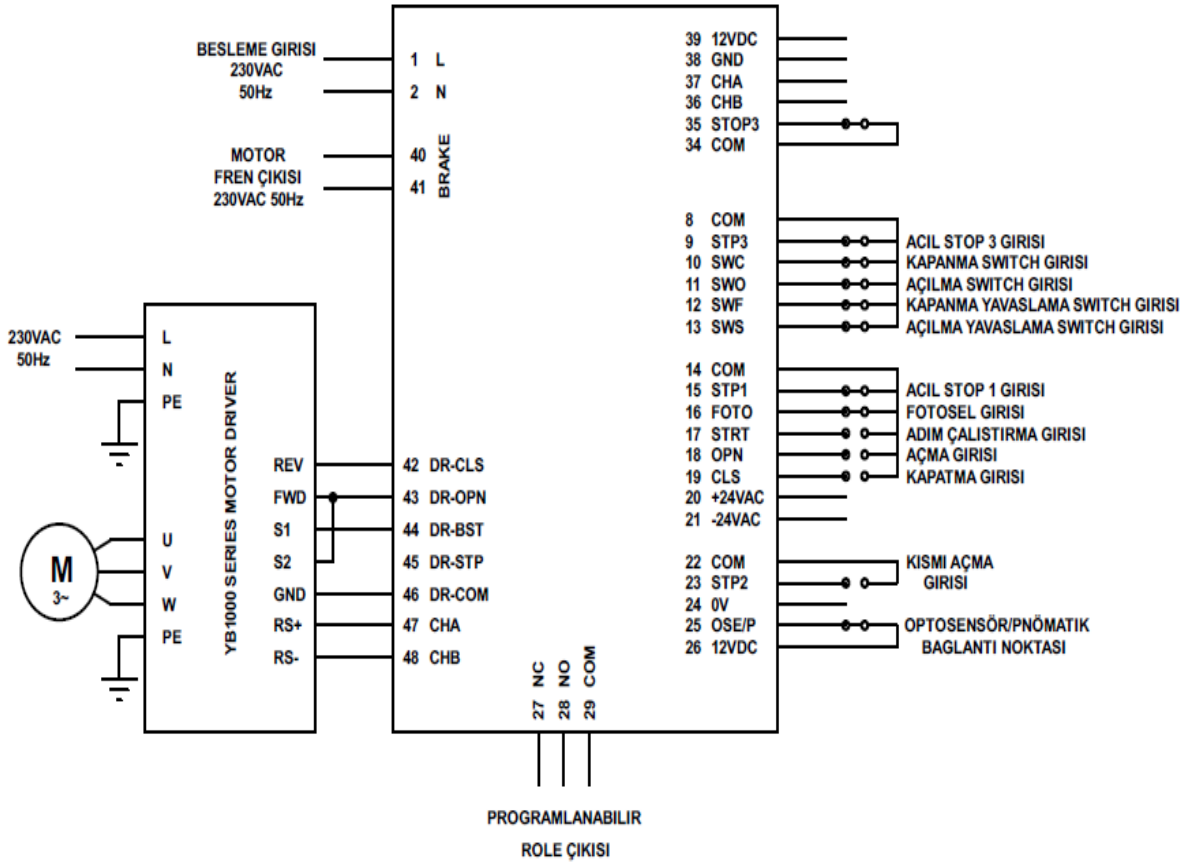 BESLEME GIRISI
230VAC
50Hz
1 L
2 N
MOTOR
FREN ÇIKISI
230VAC 50Hz
40
41
BRAKE
39 12VDC
38 GND
37 CHA
36 CHB
35 STOP3
34 COM
8 COM
9 STP3 ACIL STOP 3 GIRISI
10 SWC KAPANMA SWITCH GIRISI
11 SWO AÇILMA SWITCH GIRISI
12 SWF KAPANMA YAVASLAMA SWITCH GIRISI
13 SWS AÇILMA YAVASLAMA SWITCH GIRISI
14 COM
15 STP1 ACIL STOP 1 GIRISI
16 FOTO FOTOSEL GIRISI
17 STRT ADIM ÇALISTIRMA GIRISI
18 OPN AÇMA GIRISI
19 CLS KAPATMA GIRISI
20 +24VAC
21 -24VAC
22 COM KISMI AÇMA
23 STP2 GIRISI
24 0V
25 OSE/P OPTOSENSÖR/PNÖMATIK
26 12VDC BAGLANTI NOKTASI
230VAC
50Hz
L
N
PE
YB1000 SERIES MOTOR DRIVER
M
3~
U
V
W
PE
REV 42 DR-CLS
FWD 43 DR-OPN
S1 44 DR-BST
S2 45 DR-STP
GND 46 DR-COM
RS+ 47 CHA
RS- 48 CHB
27 NC
28 NO
29 COM
PROGRAMLANABILIR
ROLE ÇIKISI